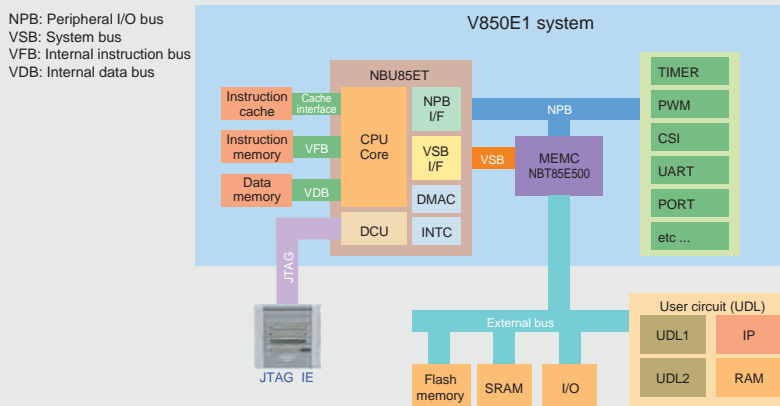 NPB: Peripheral I/O bus
VSB: System bus
VFB: Internal instruction bus
VDB: Internal data bus
V850E1 system
NBU85ET
Instruction
cache
Cache
interface
Instruction
memory
VFB
Data
memory
VDB
CPU
Core
DCU
NPB
I/F
VSB
I/F
DMAC
INTC
NPB
VSB
MEMC
NBT85E500
TIMER
PWM
CSI
UART
PORT
etc ...
JTAG
JTAG IE
External bus
Flash
memory
SRAM
I/O
User circuit (UDL)
UDL1
IP
UDL2
RAM